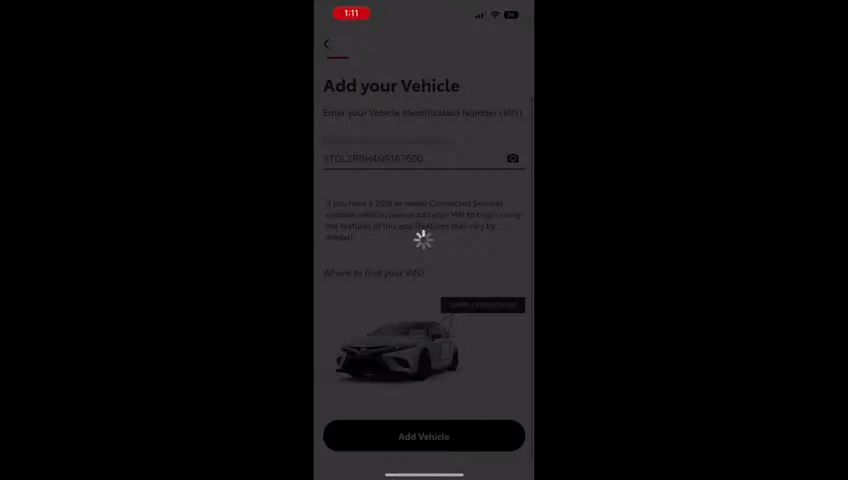 1:11
Add your Vehicle
Enter your Vehicle Identification Number (VIN)
If you have a 2018 or newer Connected Services
capable vehicle, please add your VIN to begin using
the features of this app (features may vary by
model).
Where to find your VIN?
Add Vehicle